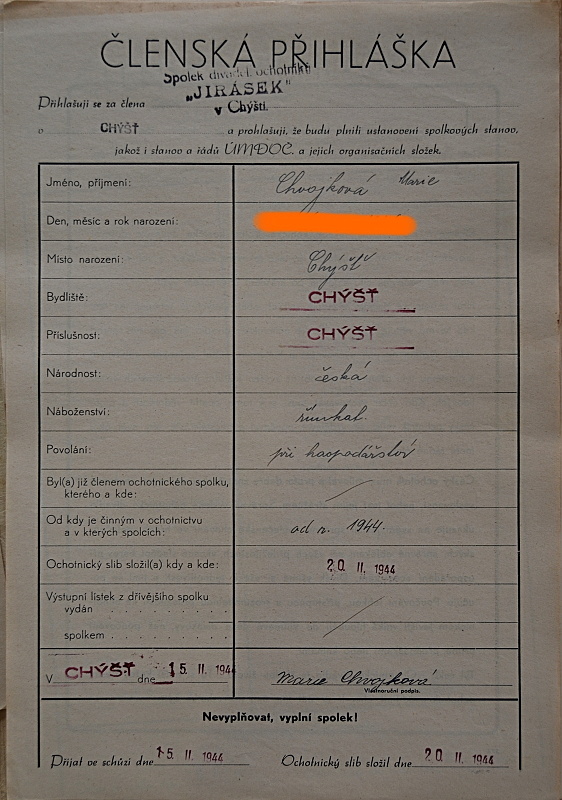 ČLENSKÁ PŘIHLÁŠKA
Spolek divadel. ochotníků
„JIRÁSEK"
v Chýšti.
Přihlašuji se za člena
v CHÝŠŤ a prohlašuji, že budu plniti ustanovení spolkových stanov,
jakož i stanov a řádů ÚMDOČ. a jejich organisačních složek.
Jméno, příjmení: Chvojková Marie
Den, měsíc a rok narození:
Místo narození: Chýšť
Bydliště: CHÝŠŤ
Příslušnost: CHÝŠŤ
Národnost: česká
Náboženství: římkat.
Povolání: při hospodářství
Byl(a) již členem ochotnického spolku,
kterého a kde:
Od kdy je činným v ochotnictvu
a v kterých spolcích: od r. 1944.
Ochotnický slib složil(a) kdy a kde: 20 II. 1944
Výstupní lístek z dřívějšího spolku
vydán . . . . . . . . .
spolkem . . . . . . . . .
V CHÝŠŤ dne 15. II. 1944 Marie Chvojková
Vlastnoruční podpis.
Nevyplňovat, vyplní spolek!
Přijat ve schůzi dne 15. II. 1944 Ochotnický slib složil dne 20 II. 1944